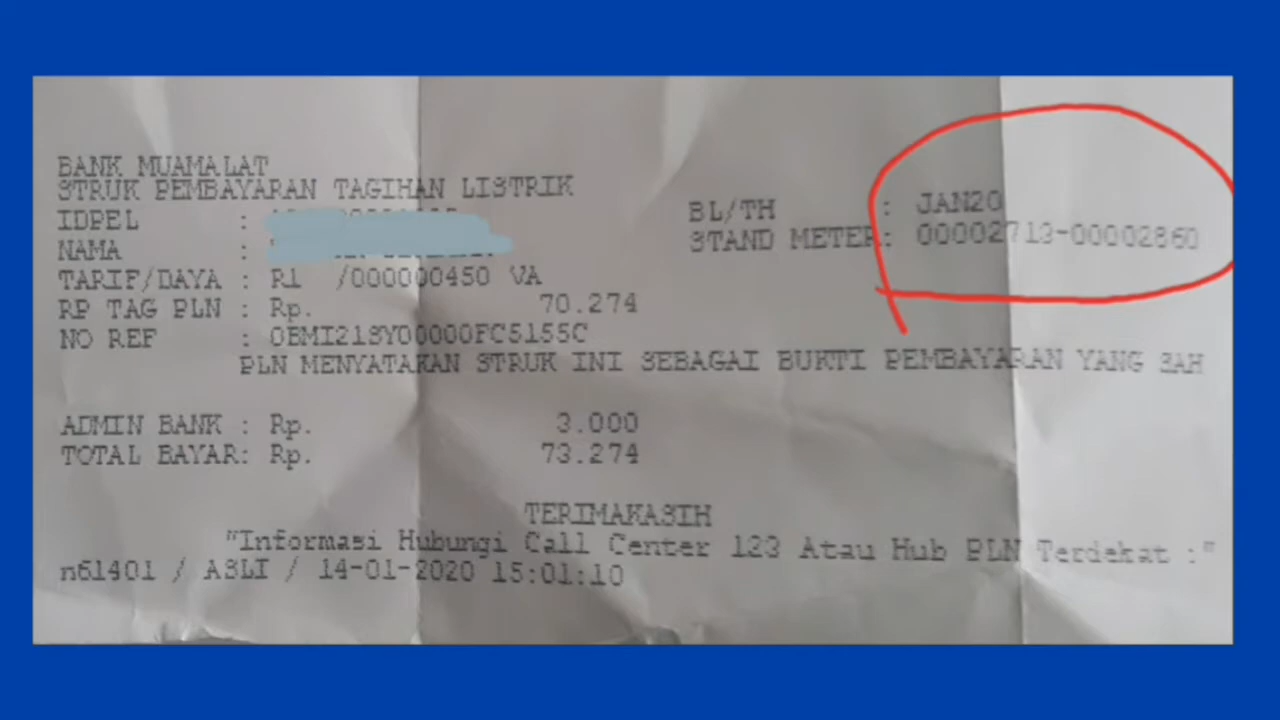 BANK MUAMALAT
STRUK PEMBAYARAN TAGIHAN LISTRIK
IDPEL :
BL/TH : JAN20
NAMA :
STAND METER: 00002713-00002860
TARIF/DAYA : R1 /000000450 VA
RP TAG PLN : Rp. 70.274
NO REF : 0BMI21SY00000FC5155C
PLN MENYATAKAN STRUK INI SEBAGAI BUKTI PEMBAYARAN YANG SAH
ADMIN BANK : Rp. 3.000
TOTAL BAYAR: Rp. 73.274
TERIMAKASIH
"Informasi Hubungi Call Center 123 Atau Hub PLN Terdekat :"
n61401 / ASLI / 14-01-2020 15:01:10